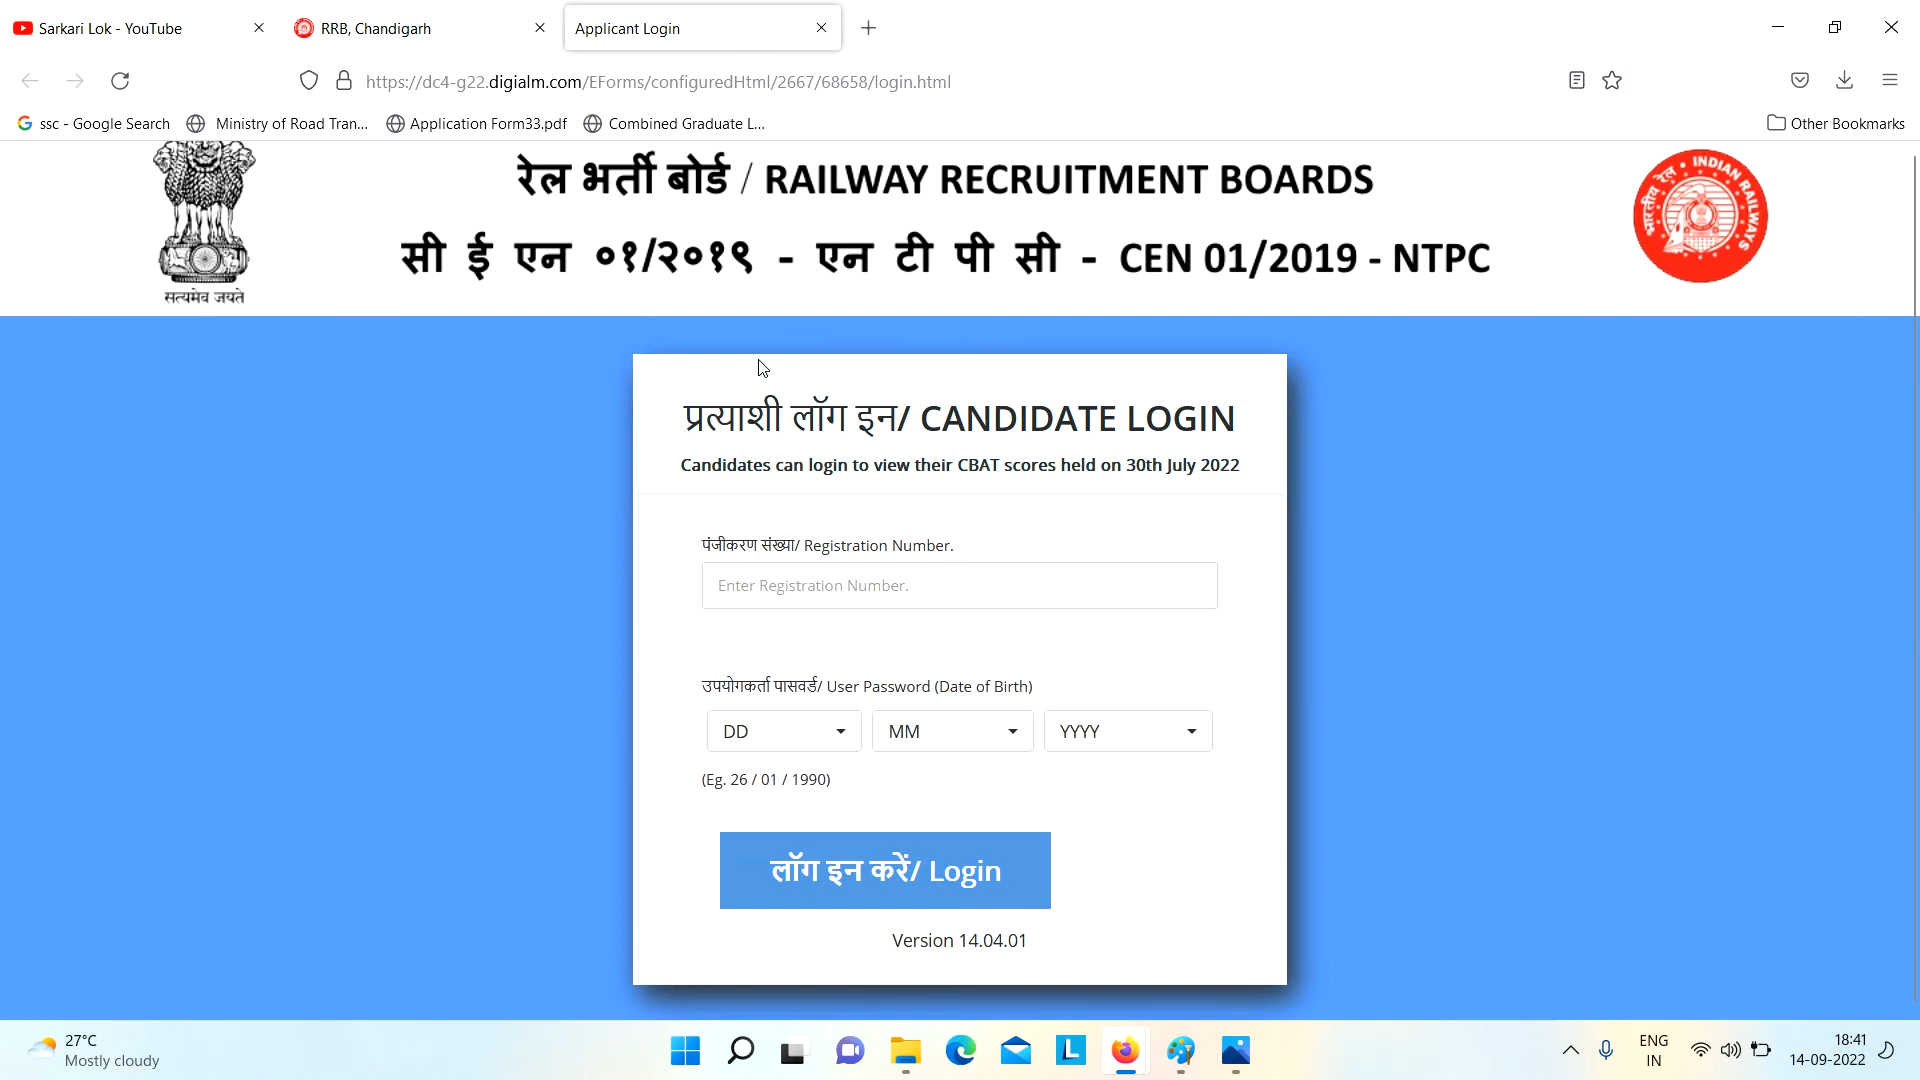 Sarkari Lok - YouTube
RRB, Chandigarh
Applicant Login
https://dc4-g22.digialm.com/EForms/configuredHtml/2667/68658/login.html
ssc - Google Search
Ministry of Road Tran...
Application Form33.pdf
Combined Graduate L...
Other Bookmarks
सत्यमेव जयते
रेल भर्ती बोर्ड / RAILWAY RECRUITMENT BOARDS
सी ई एन ०१/२०१९ - एन टी पी सी - CEN 01/2019 - NTPC
भारतीय रेल • INDIAN RAILWAYS
प्रत्याशी लॉग इन/ CANDIDATE LOGIN
Candidates can login to view their CBAT scores held on 30th July 2022
पंजीकरण संख्या/ Registration Number.
Enter Registration Number.
उपयोगकर्ता पासवर्ड/ User Password (Date of Birth)
DD
MM
YYYY
(Eg. 26 / 01 / 1990)
लॉग इन करें/ Login
Version 14.04.01
27°C
Mostly cloudy
L
ENG
IN
18:41
14-09-2022